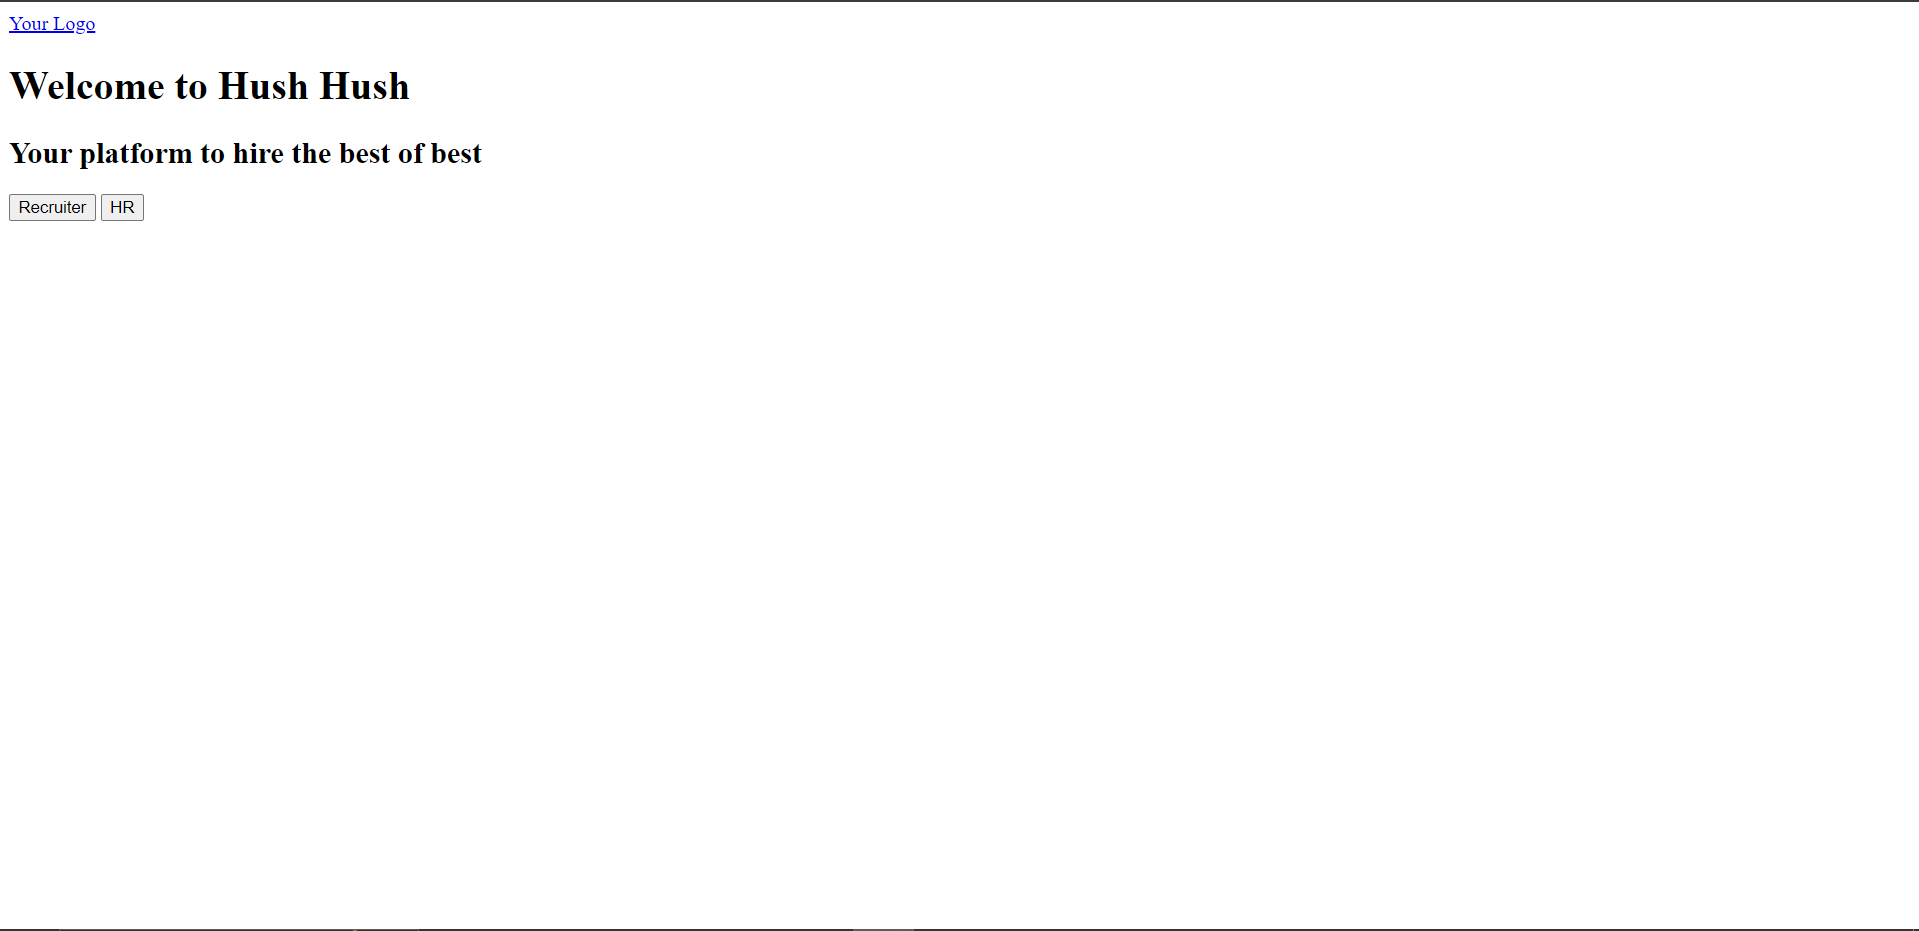 Your Logo
Welcome to Hush Hush
Your platform to hire the best of best
Recruiter HR